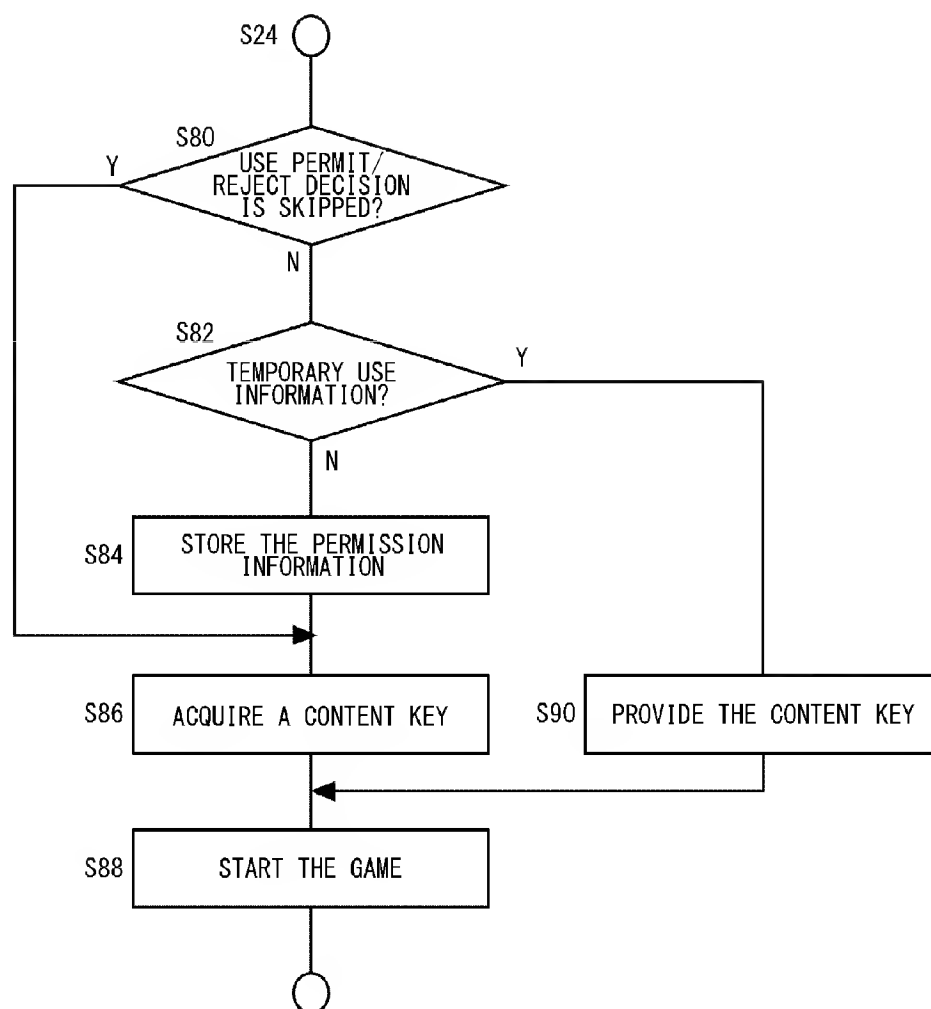 S24
S80
Y
USE PERMIT/
REJECT DECISION
IS SKIPPED?
N
S82
Y
TEMPORARY USE
INFORMATION?
N
S84
STORE THE PERMISSION
INFORMATION
S86
ACQUIRE A CONTENT KEY
S90
PROVIDE THE CONTENT KEY
S88
START THE GAME